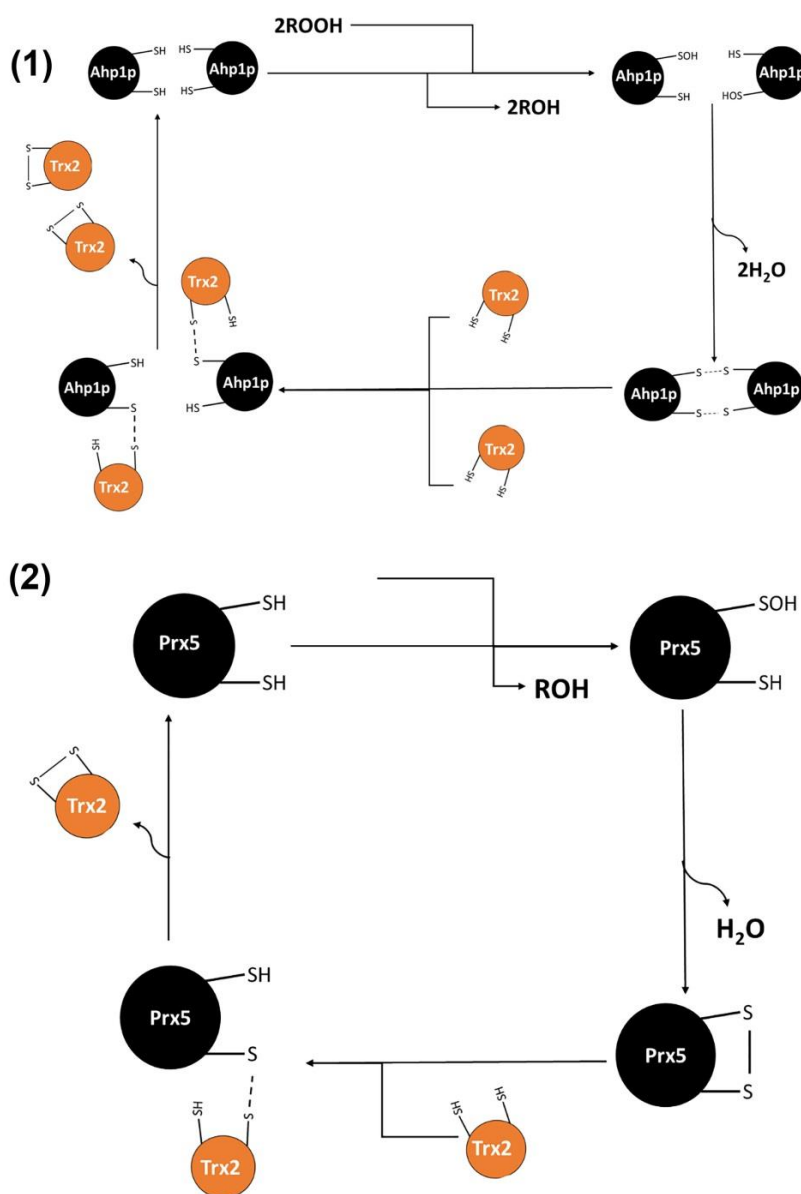 2ROOH
(1)
SH
HS
SOH
HS
Ahp1p
Ahp1p
Ahp1p
Ahp1p
SH
HS
SH
HOS
2ROH
S
Trx2
S
S
S
Trx2
Trx2
Trx2
2H₂O
S
SH
HS
HS
SH
S
S
S
Ahp1p
Ahp1p
Ahp1p
Ahp1p
S
HS
S
S
SH
S
Trx2
Trx2
HS
HS
(2)
SH
SOH
Prx5
Prx5
SH
ROH
SH
S
S
Trx2
H₂O
SH
S
Prx5
Prx5
S
S
SH
S
HS
HS
Trx2
Trx2